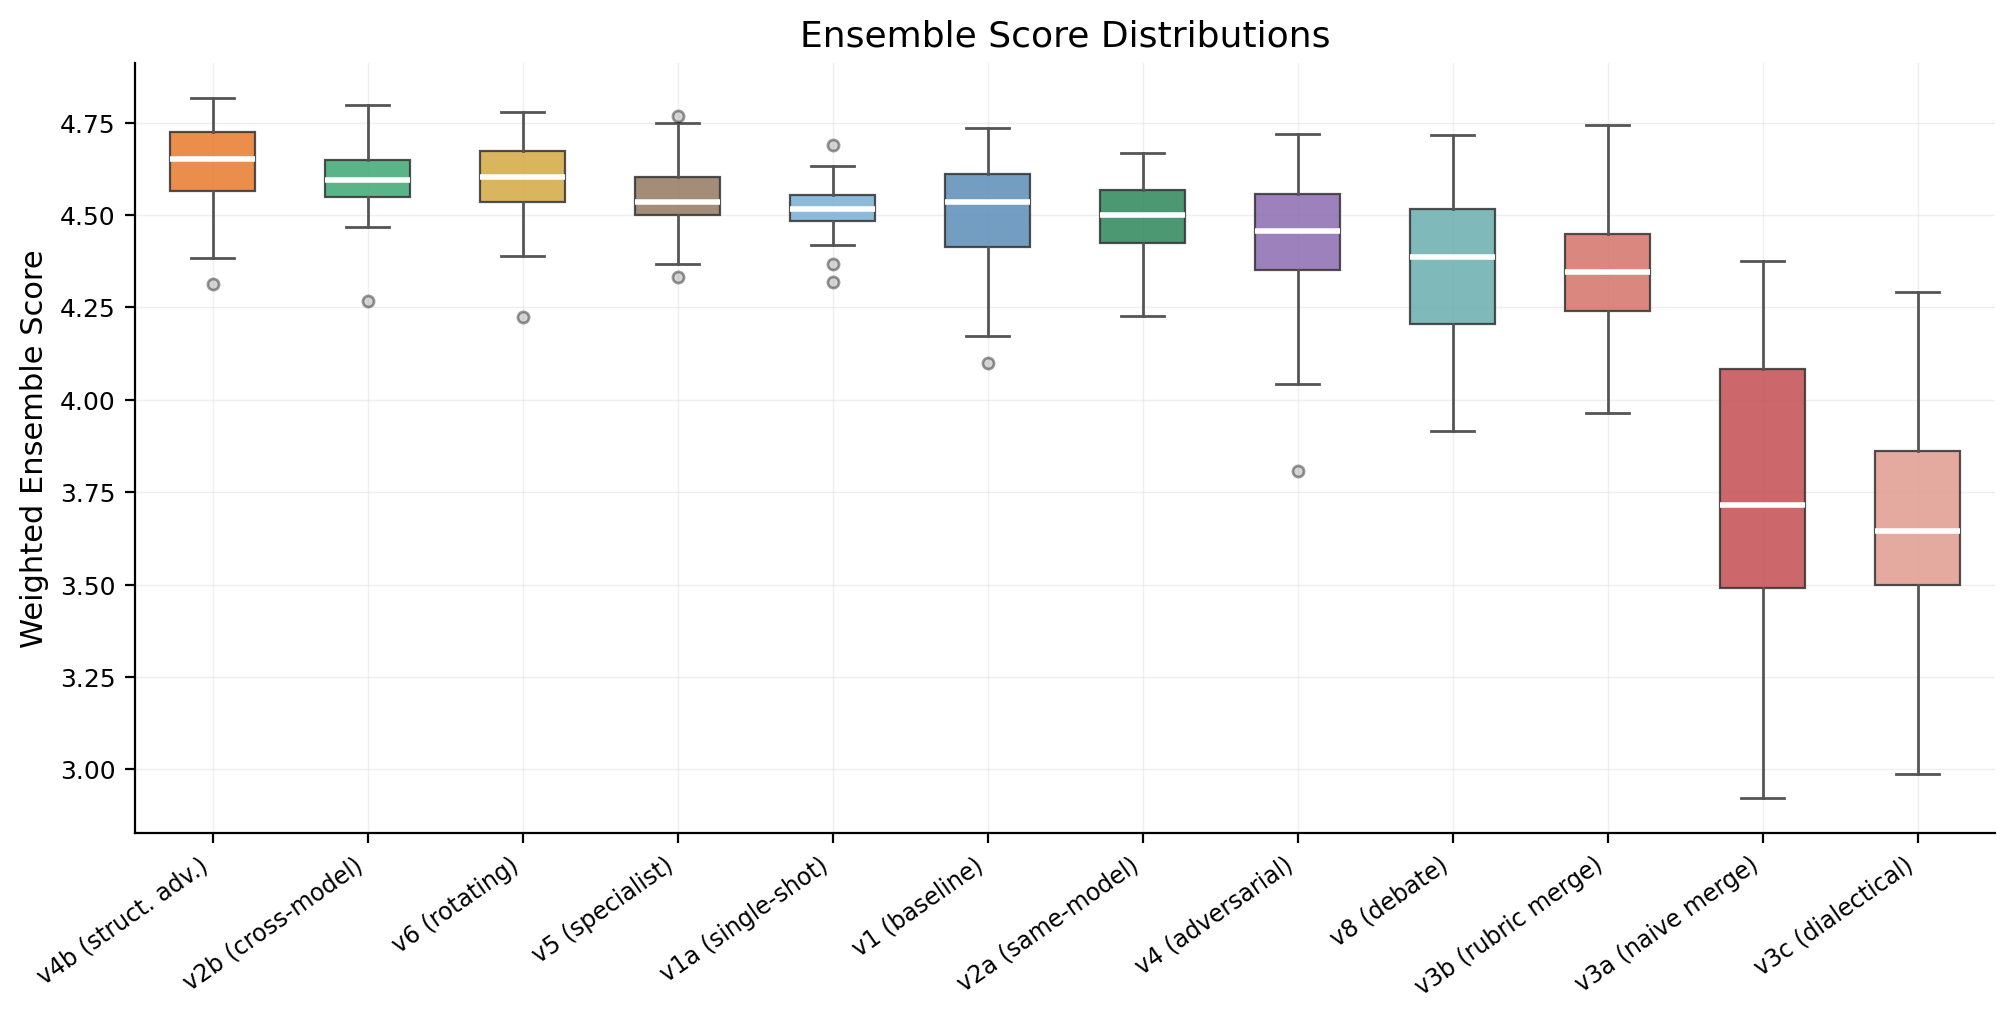 Ensemble Score Distributions
Weighted Ensemble Score
4.75
4.50
4.25
4.00
3.75
3.50
3.25
3.00
v4b (struct. adv.)
v2b (cross-model)
v6 (rotating)
v5 (specialist)
v1a (single-shot)
v1 (baseline)
v2a (same-model)
v4 (adversarial)
v8 (debate)
v3b (rubric merge)
v3a (naive merge)
v3c (dialectical)